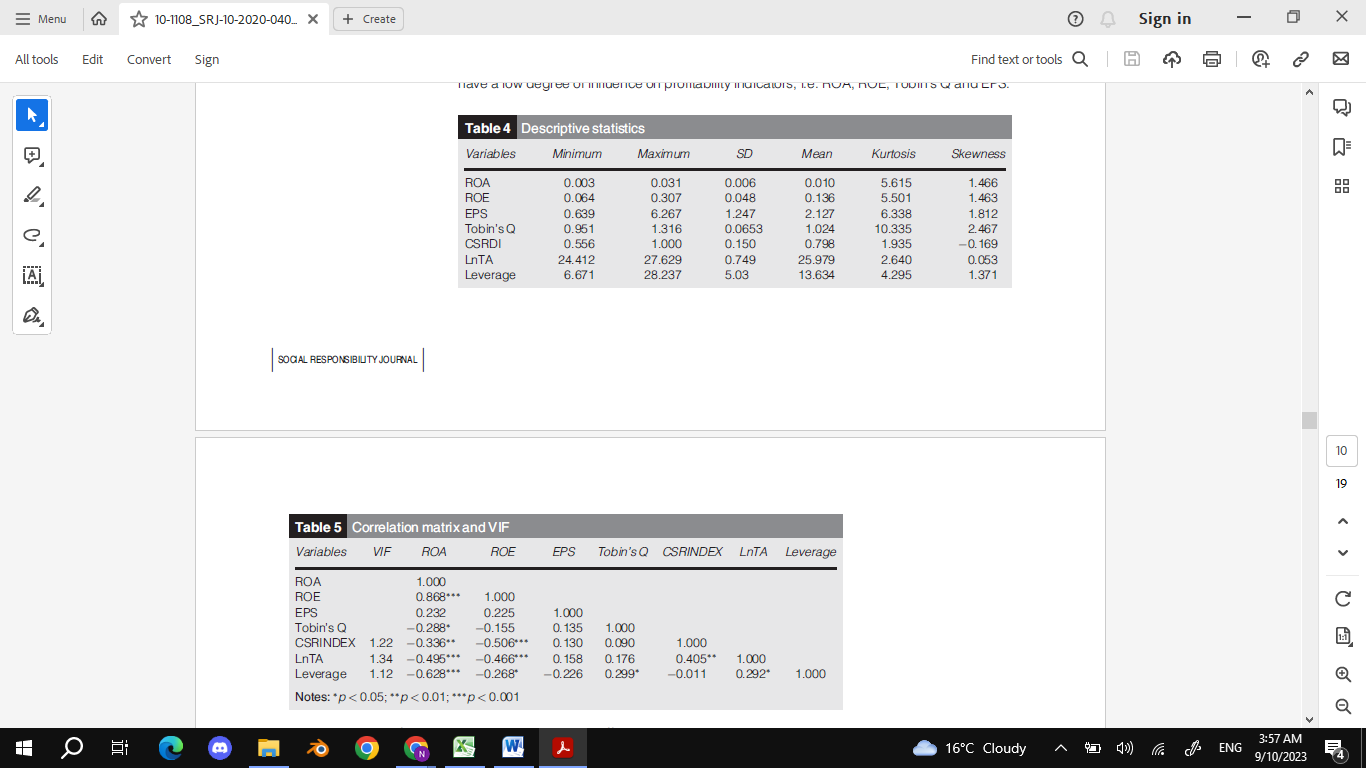 Menu 10-1108_SRJ-10-2020-040... Create Sign in
All tools Edit Convert Sign Find text or tools
have a low degree of influence on profitability indicators, i.e. ROA, ROE, Tobin's Q and EPS.
Table 4 Descriptive statistics
Variables Minimum Maximum SD Mean Kurtosis Skewness
ROA 0.003 0.031 0.006 0.010 5.615 1.466
ROE 0.064 0.307 0.048 0.136 5.501 1.463
EPS 0.639 6.267 1.247 2.127 6.338 1.812
Tobin's Q 0.951 1.316 0.0653 1.024 10.335 2.467
CSRDI 0.556 1.000 0.150 0.798 1.935 −0.169
LnTA 24.412 27.629 0.749 25.979 2.640 0.053
Leverage 6.671 28.237 5.03 13.634 4.295 1.371
SOCIAL RESPONSIBILITY JOURNAL
10
19
Table 5 Correlation matrix and VIF
Variables VIF ROA ROE EPS Tobin's Q CSRINDEX LnTA Leverage
ROA 1.000
ROE 0.868*** 1.000
EPS 0.232 0.225 1.000
Tobin's Q −0.288* −0.155 0.135 1.000
CSRINDEX 1.22 −0.336** −0.506*** 0.130 0.090 1.000
LnTA 1.34 −0.495*** −0.466*** 0.158 0.176 0.405** 1.000
Leverage 1.12 −0.628*** −0.268* −0.226 0.299* −0.011 0.292* 1.000
Notes: *p < 0.05; **p < 0.01; ***p < 0.001
16°C Cloudy ENG 3:57 AM
9/10/2023 4